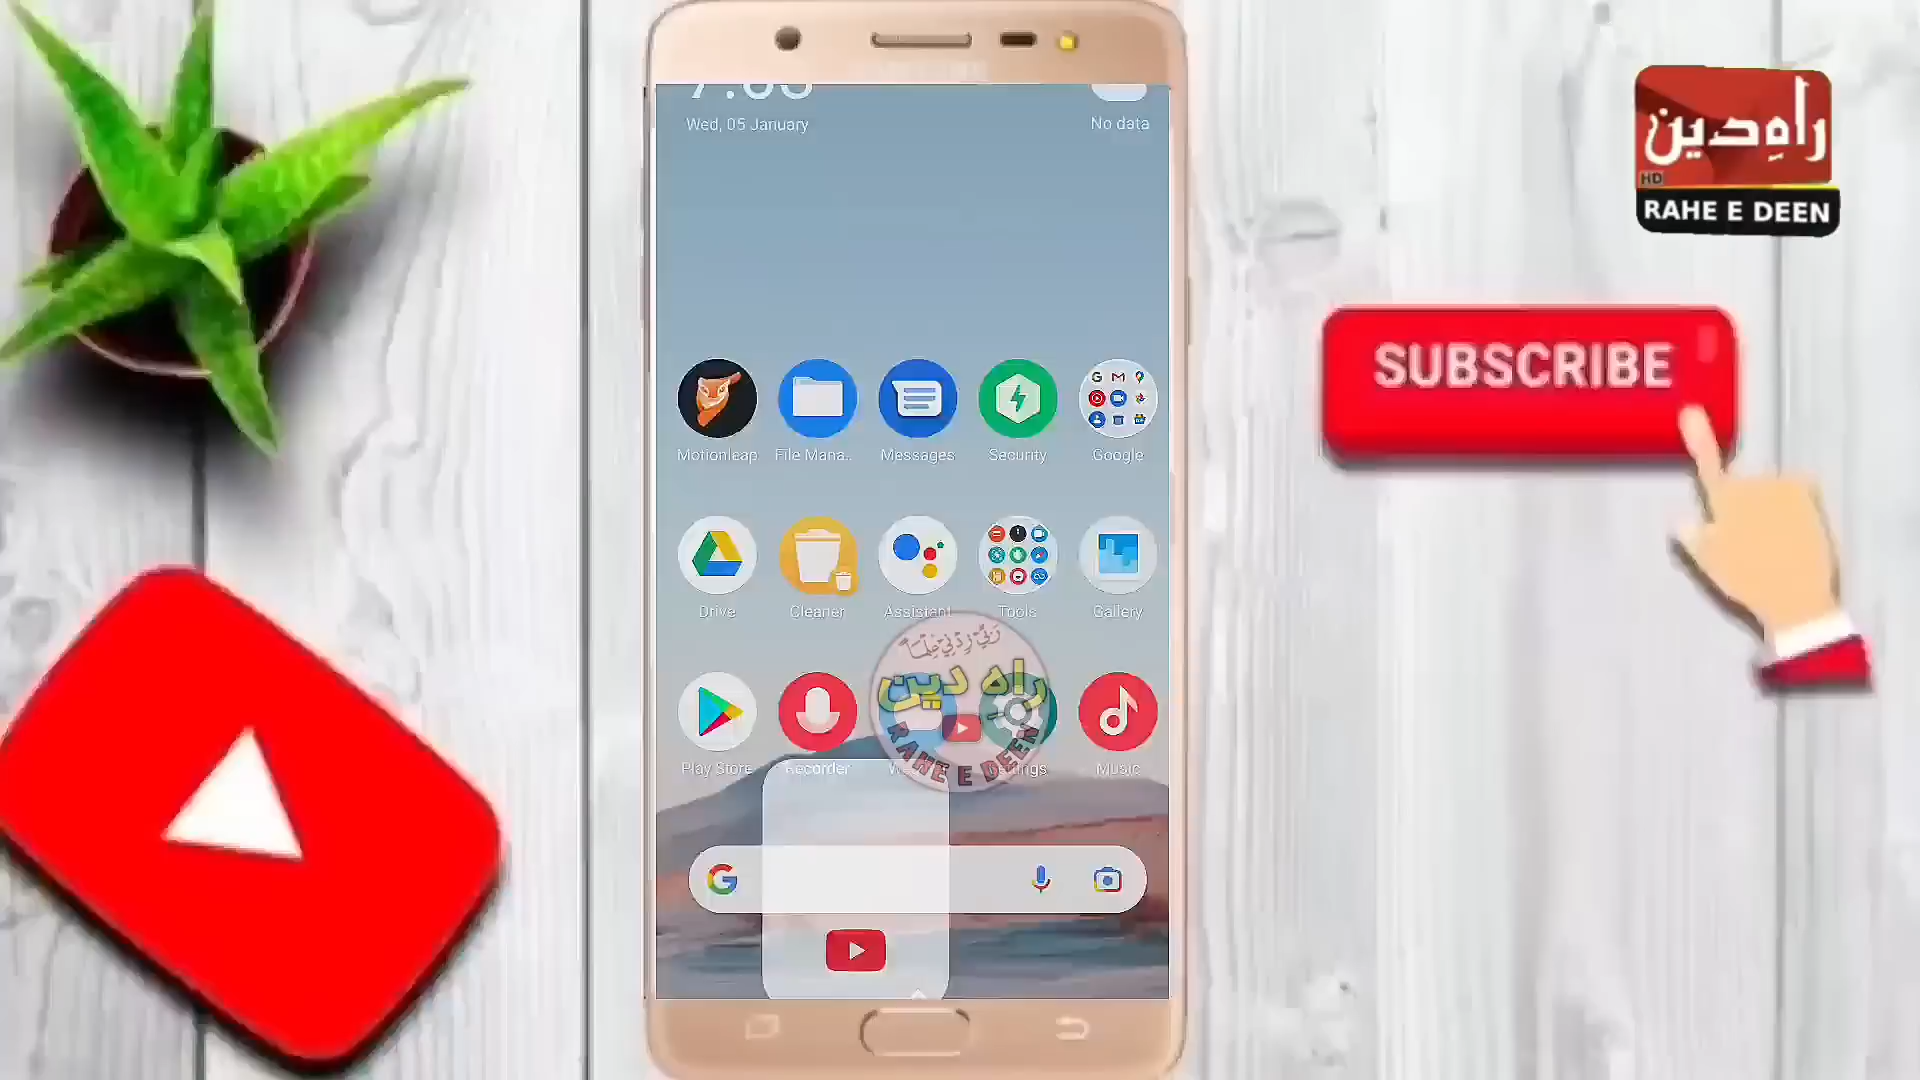 Wed, 05 January
No data
راہِ دین
HD
RAHE E DEEN
SUBSCRIBE
Motionleap
File Mana..
Messages
Security
Google
Drive
Cleaner
Assistant
Tools
Gallery
راہِ دین
RAHE E DEEN
Play Store
Recorder
Settings
Music